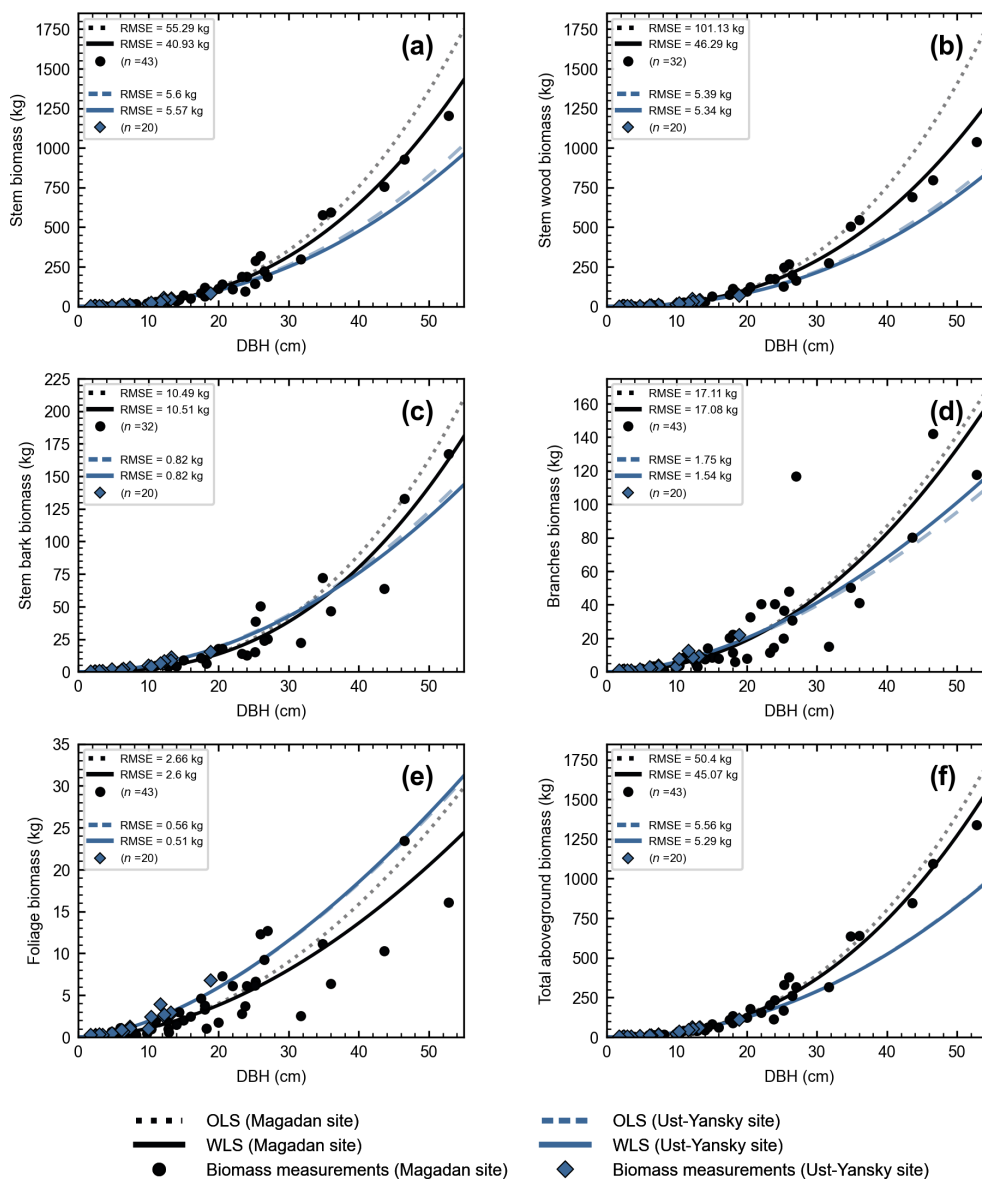 RMSE = 55.29 kg
RMSE = 40.93 kg
(n =43)
RMSE = 5.6 kg
RMSE = 5.57 kg
(n =20)
(a)
1750
1500
1250
1000
750
500
250
0
Stem biomass (kg)
0 10 20 30 40 50
DBH (cm)
RMSE = 101.13 kg
RMSE = 46.29 kg
(n =32)
RMSE = 5.39 kg
RMSE = 5.34 kg
(n =20)
(b)
1750
1500
1250
1000
750
500
250
0
Stem wood biomass (kg)
0 10 20 30 40 50
DBH (cm)
RMSE = 10.49 kg
RMSE = 10.51 kg
(n =32)
RMSE = 0.82 kg
RMSE = 0.82 kg
(n =20)
(c)
225
200
175
150
125
100
75
50
25
0
Stem bark biomass (kg)
0 10 20 30 40 50
DBH (cm)
RMSE = 17.11 kg
RMSE = 17.08 kg
(n =43)
RMSE = 1.75 kg
RMSE = 1.54 kg
(n =20)
(d)
160
140
120
100
80
60
40
20
0
Branches biomass (kg)
0 10 20 30 40 50
DBH (cm)
RMSE = 2.66 kg
RMSE = 2.6 kg
(n =43)
RMSE = 0.56 kg
RMSE = 0.51 kg
(n =20)
(e)
35
30
25
20
15
10
5
0
Foliage biomass (kg)
0 10 20 30 40 50
DBH (cm)
RMSE = 50.4 kg
RMSE = 45.07 kg
(n =43)
RMSE = 5.56 kg
RMSE = 5.29 kg
(n =20)
(f)
1750
1500
1250
1000
750
500
250
0
Total aboveground biomass (kg)
0 10 20 30 40 50
DBH (cm)
OLS (Magadan site)
WLS (Magadan site)
Biomass measurements (Magadan site)
OLS (Ust-Yansky site)
WLS (Ust-Yansky site)
Biomass measurements (Ust-Yansky site)